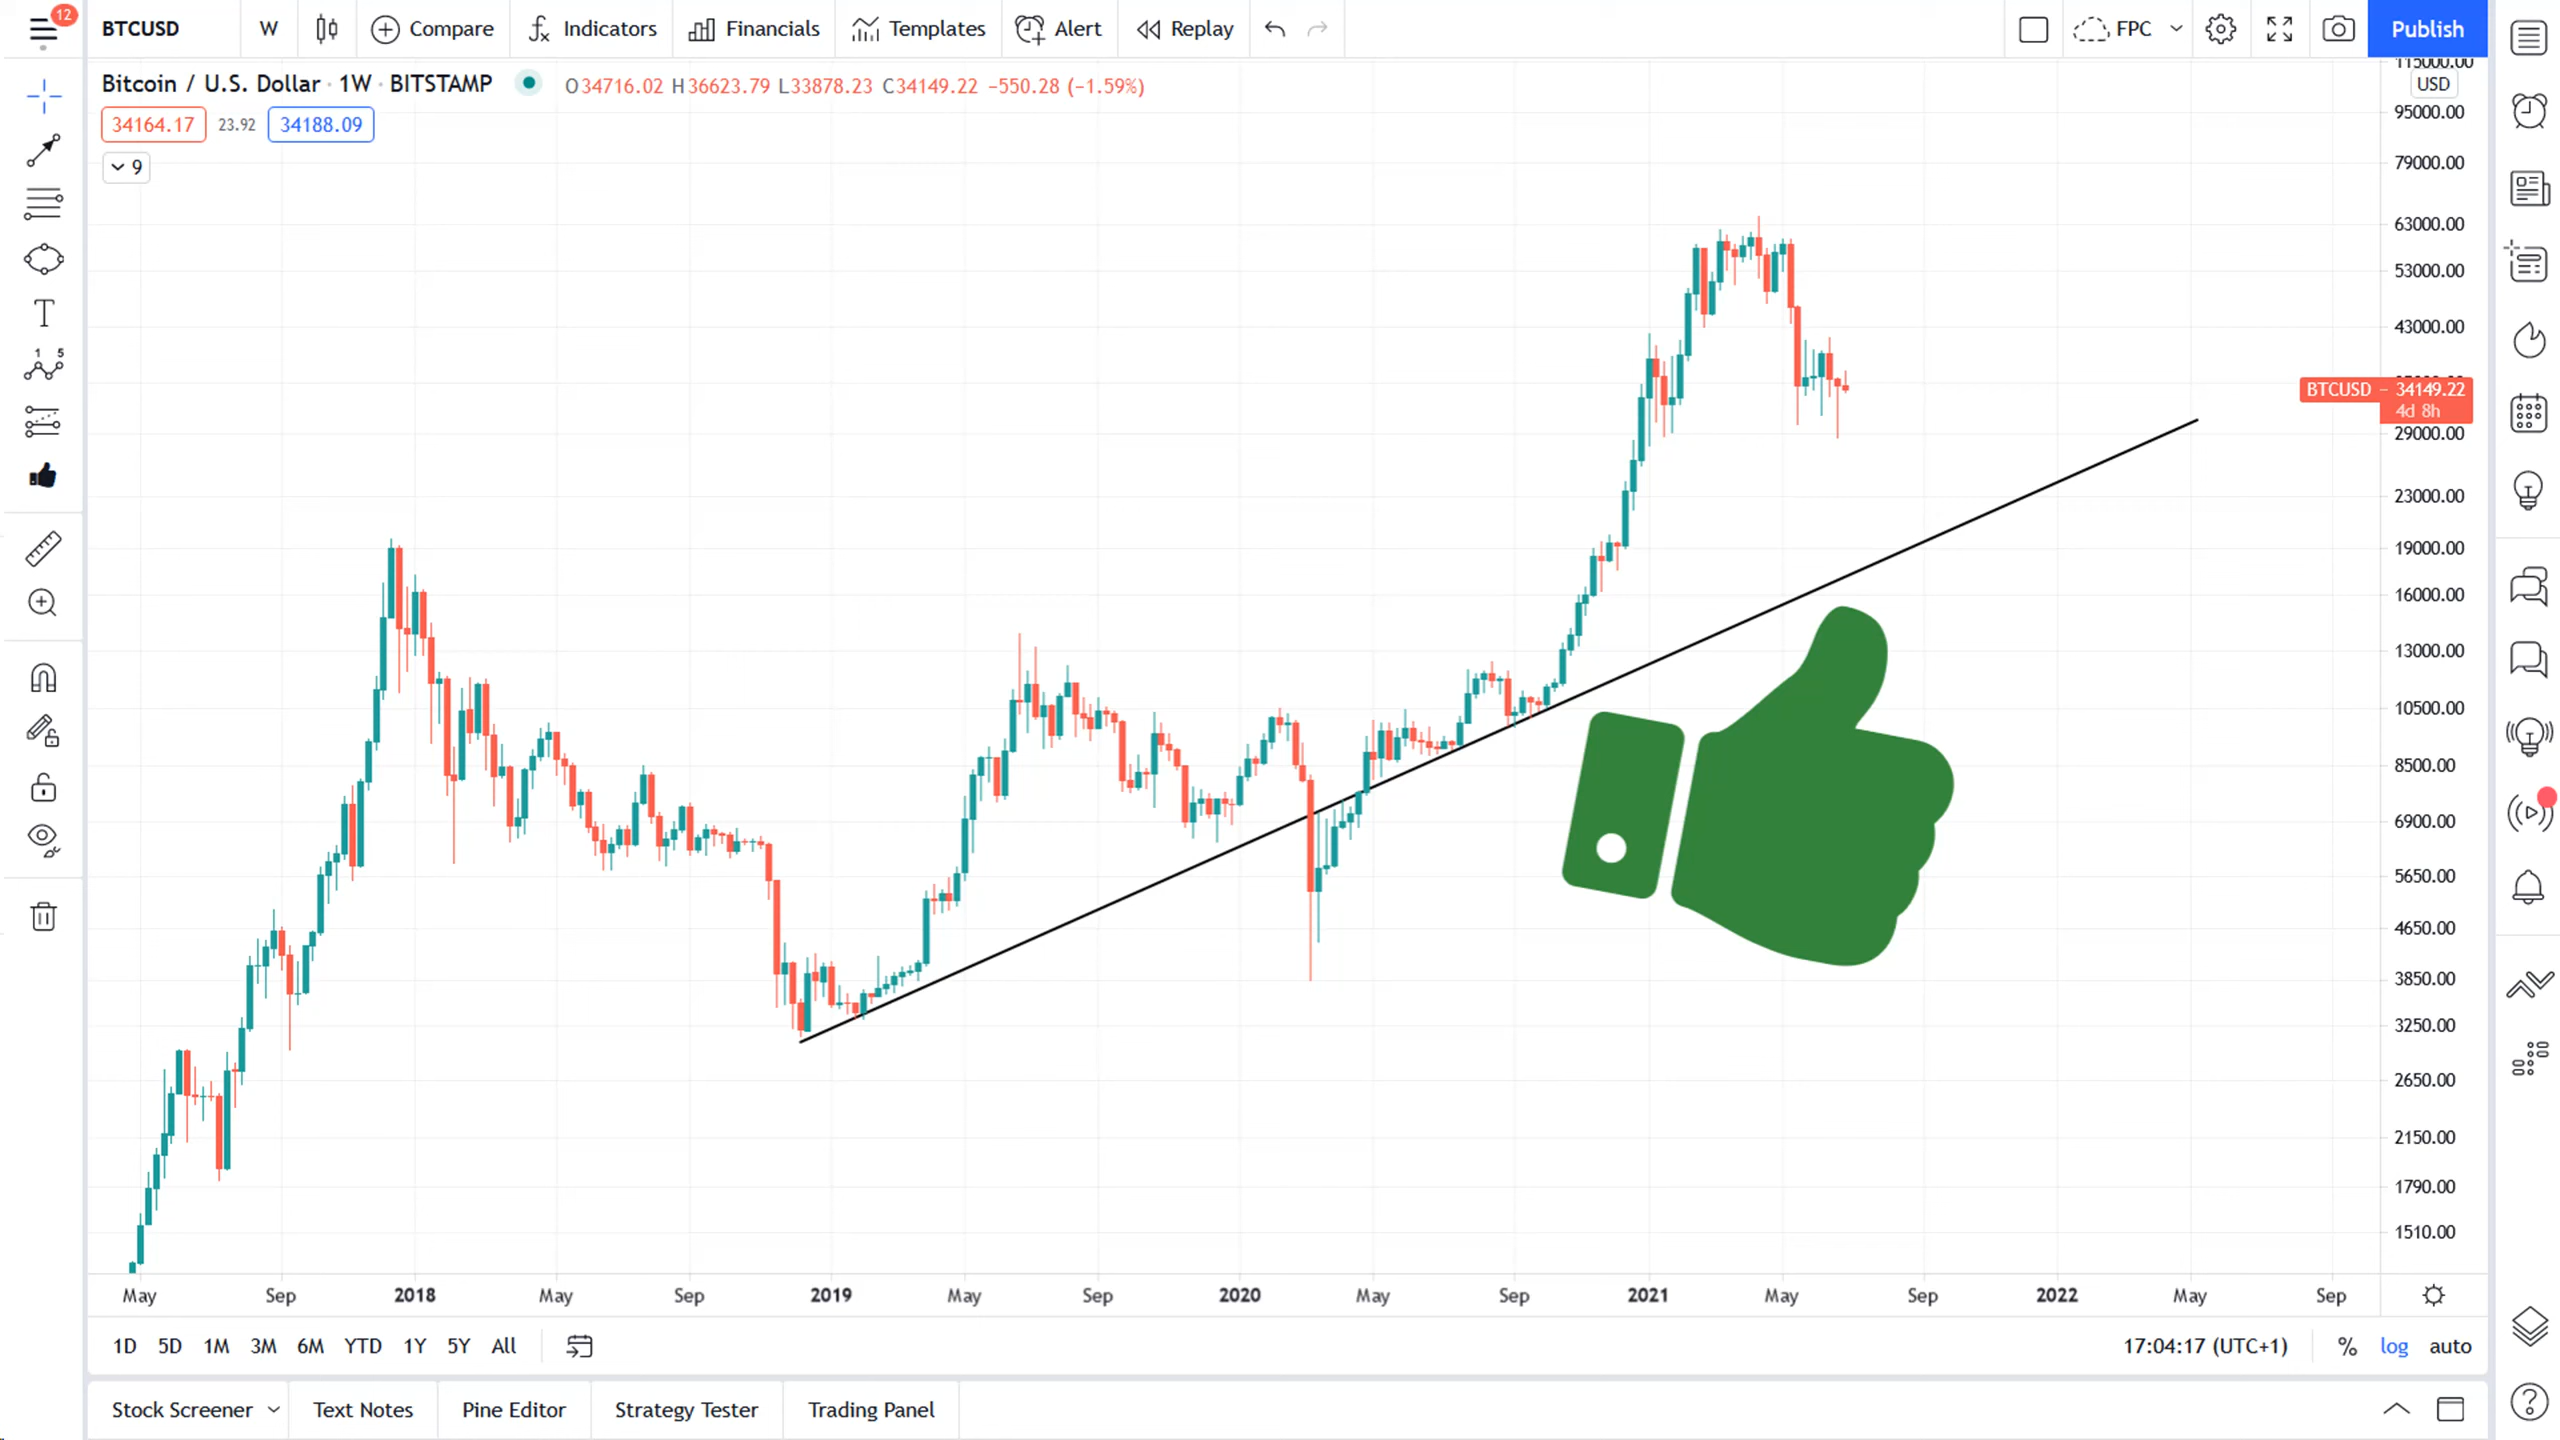 12
BTCUSD W Compare Indicators Financials Templates Alert Replay FPC Publish
Bitcoin / U.S. Dollar · 1W · BITSTAMP O34716.02 H36623.79 L33878.23 C34149.22 −550.28 (−1.59%)
34164.17 23.92 34188.09
9
115000.00
USD
95000.00
79000.00
63000.00
53000.00
43000.00
BTCUSD 34149.22
4d 8h
29000.00
23000.00
19000.00
16000.00
13000.00
10500.00
8500.00
6900.00
5650.00
4650.00
3850.00
3250.00
2650.00
2150.00
1790.00
1510.00
T
1 5
May Sep 2018 May Sep 2019 May Sep 2020 May Sep 2021 May Sep 2022 May Sep
1D 5D 1M 3M 6M YTD 1Y 5Y All 17:04:17 (UTC+1) % log auto
Stock Screener Text Notes Pine Editor Strategy Tester Trading Panel